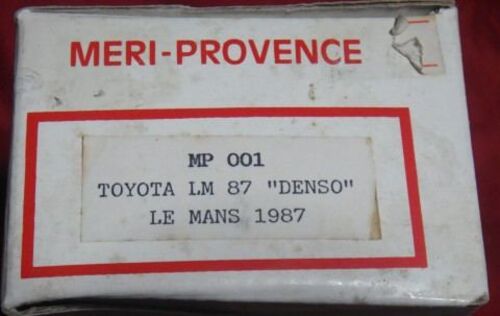 MERI-PROVENCE
MP 001
TOYOTA LM 87 "DENSO"
LE MANS 1987